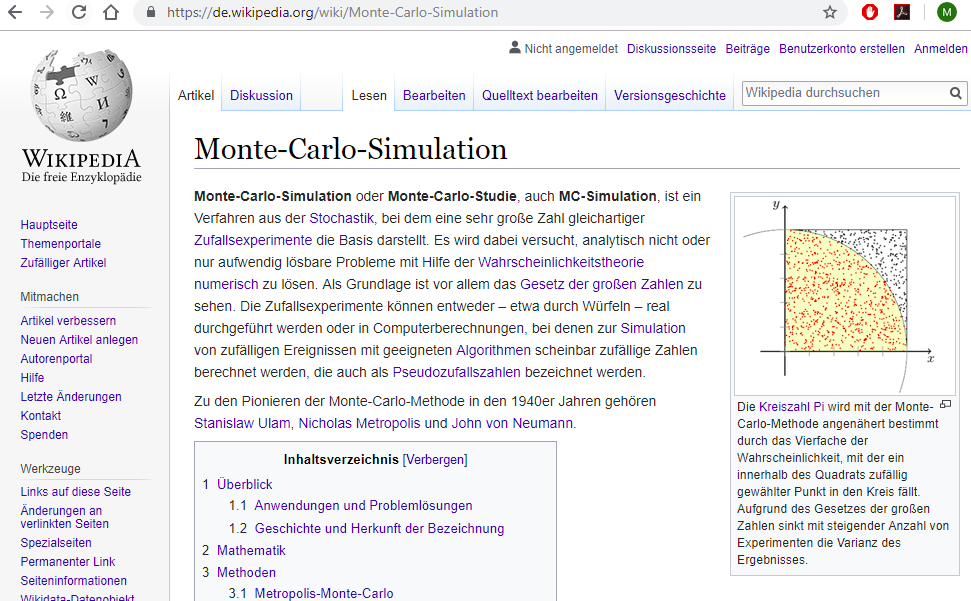 https://de.wikipedia.org/wiki/Monte-Carlo-Simulation
M
Nicht angemeldet Diskussionsseite Beiträge Benutzerkonto erstellen Anmelden
Artikel Diskussion Lesen Bearbeiten Quelltext bearbeiten Versionsgeschichte Wikipedia durchsuchen
WIKIPEDIA
Die freie Enzyklopädie
Hauptseite
Themenportale
Zufälliger Artikel
Mitmachen
Artikel verbessern
Neuen Artikel anlegen
Autorenportal
Hilfe
Letzte Änderungen
Kontakt
Spenden
Werkzeuge
Links auf diese Seite
Änderungen an
verlinkten Seiten
Spezialseiten
Permanenter Link
Seiteninformationen
Wikidata-Datenobjekt
Monte-Carlo-Simulation
Monte-Carlo-Simulation oder Monte-Carlo-Studie, auch MC-Simulation, ist ein
Verfahren aus der Stochastik, bei dem eine sehr große Zahl gleichartiger
Zufallsexperimente die Basis darstellt. Es wird dabei versucht, analytisch nicht oder
nur aufwendig lösbare Probleme mit Hilfe der Wahrscheinlichkeitstheorie
numerisch zu lösen. Als Grundlage ist vor allem das Gesetz der großen Zahlen zu
sehen. Die Zufallsexperimente können entweder – etwa durch Würfeln – real
durchgeführt werden oder in Computerberechnungen, bei denen zur Simulation
von zufälligen Ereignissen mit geeigneten Algorithmen scheinbar zufällige Zahlen
berechnet werden, die auch als Pseudozufallszahlen bezeichnet werden.
Zu den Pionieren der Monte-Carlo-Methode in den 1940er Jahren gehören
Stanislaw Ulam, Nicholas Metropolis und John von Neumann.
Inhaltsverzeichnis [Verbergen]
1 Überblick
1.1 Anwendungen und Problemlösungen
1.2 Geschichte und Herkunft der Bezeichnung
2 Mathematik
3 Methoden
3.1 Metropolis-Monte-Carlo
y
x
Die Kreiszahl Pi wird mit der Monte-
Carlo-Methode angenähert bestimmt
durch das Vierfache der
Wahrscheinlichkeit, mit der ein
innerhalb des Quadrats zufällig
gewählter Punkt in den Kreis fällt.
Aufgrund des Gesetzes der großen
Zahlen sinkt mit steigender Anzahl von
Experimenten die Varianz des
Ergebnisses.